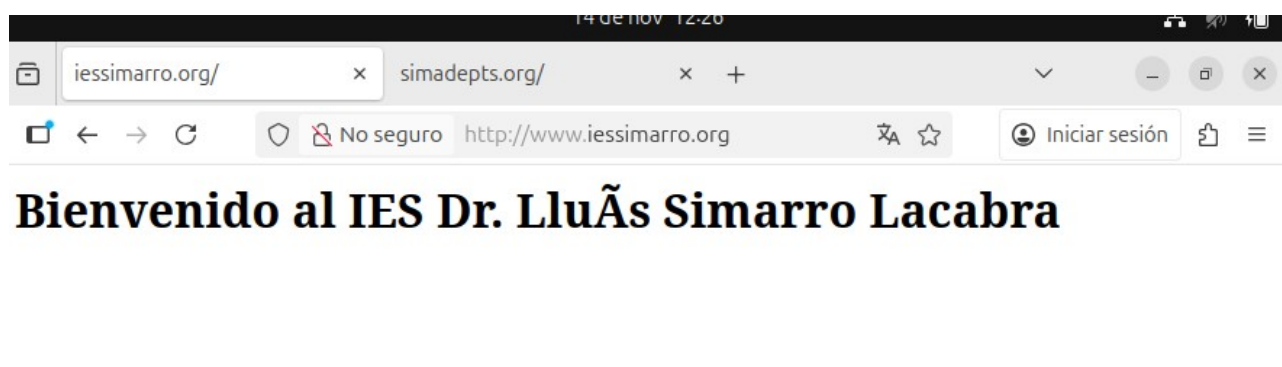 14 de nov 12:26
iessimarro.org/ simadepts.org/
No seguro http://www.iessimarro.org Iniciar sesión
Bienvenido al IES Dr. LluÃs Simarro Lacabra